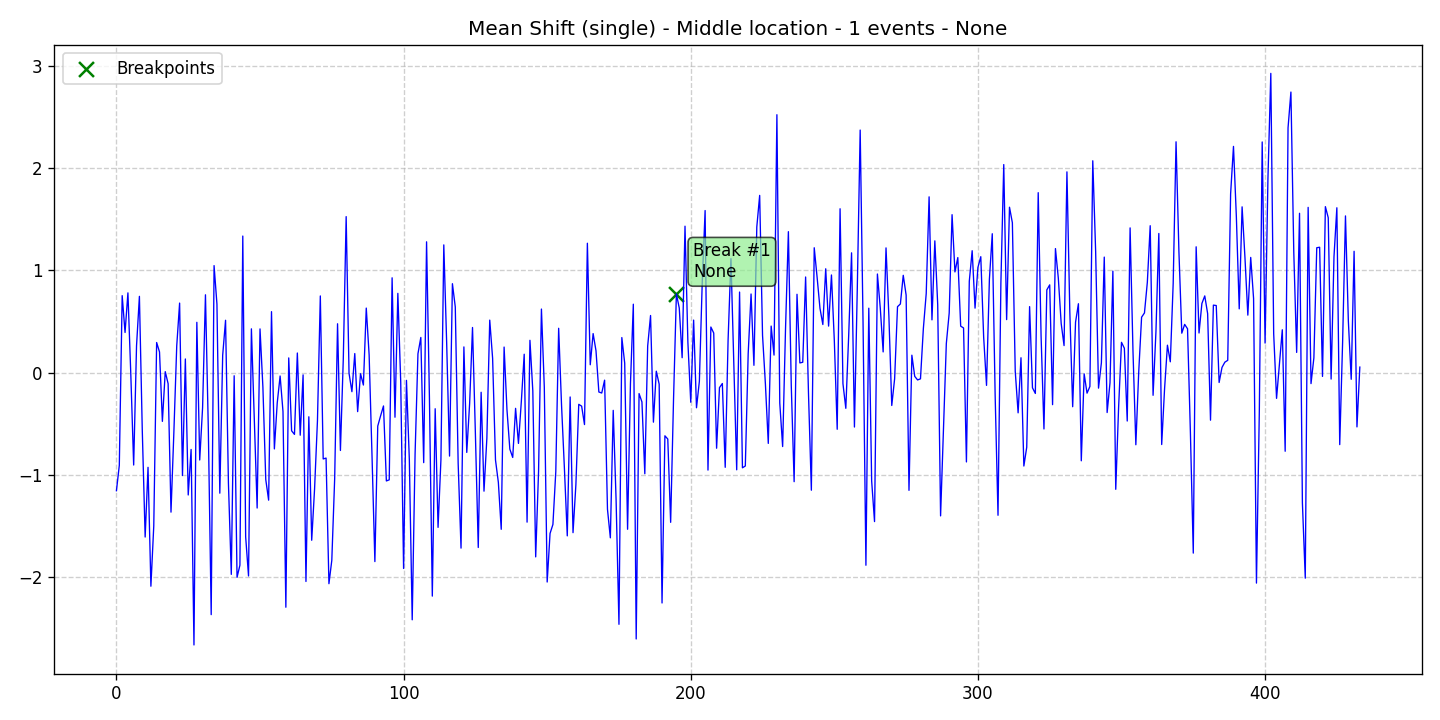 Mean Shift (single) - Middle location - 1 events - None
Breakpoints
Break #1
None
3
2
1
0
−1
−2
0
100
200
300
400